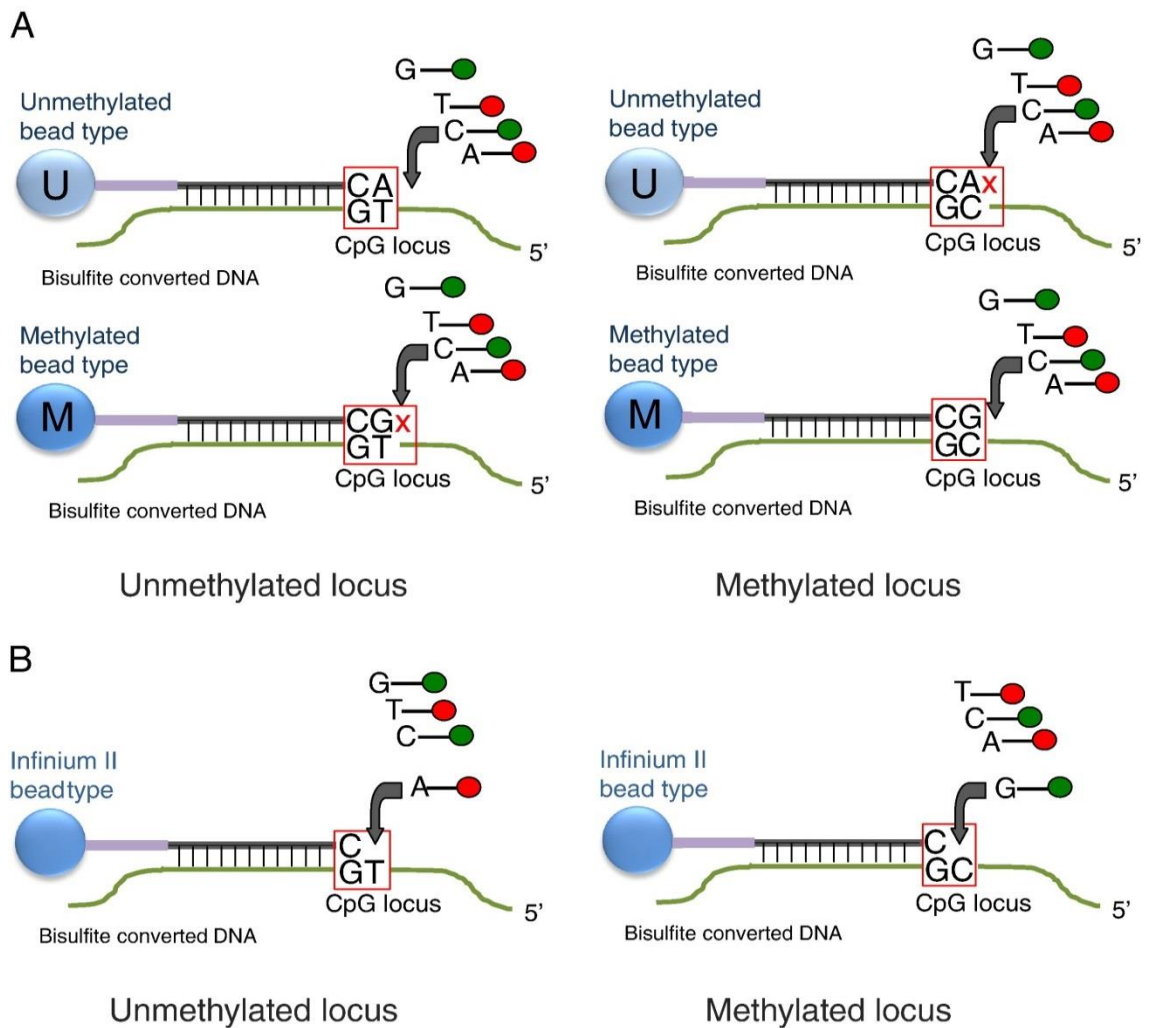 A
G
T
C
A
Unmethylated
bead type
U
CA
GT
CpG locus
5’
Bisulfite converted DNA
G
T
C
A
Unmethylated
bead type
U
CAx
GC
CpG locus
5’
Bisulfite converted DNA
G
T
C
A
Methylated
bead type
M
CGx
GT
CpG locus
5’
Bisulfite converted DNA
G
T
C
A
Methylated
bead type
M
CG
GC
CpG locus
5’
Bisulfite converted DNA
Unmethylated locus
Methylated locus
B
G
T
C
A
Infinium II
beadtype
C
GT
CpG locus
5’
Bisulfite converted DNA
T
C
A
G
Infinium II
bead type
C
GC
CpG locus
5’
Bisulfite converted DNA
Unmethylated locus
Methylated locus